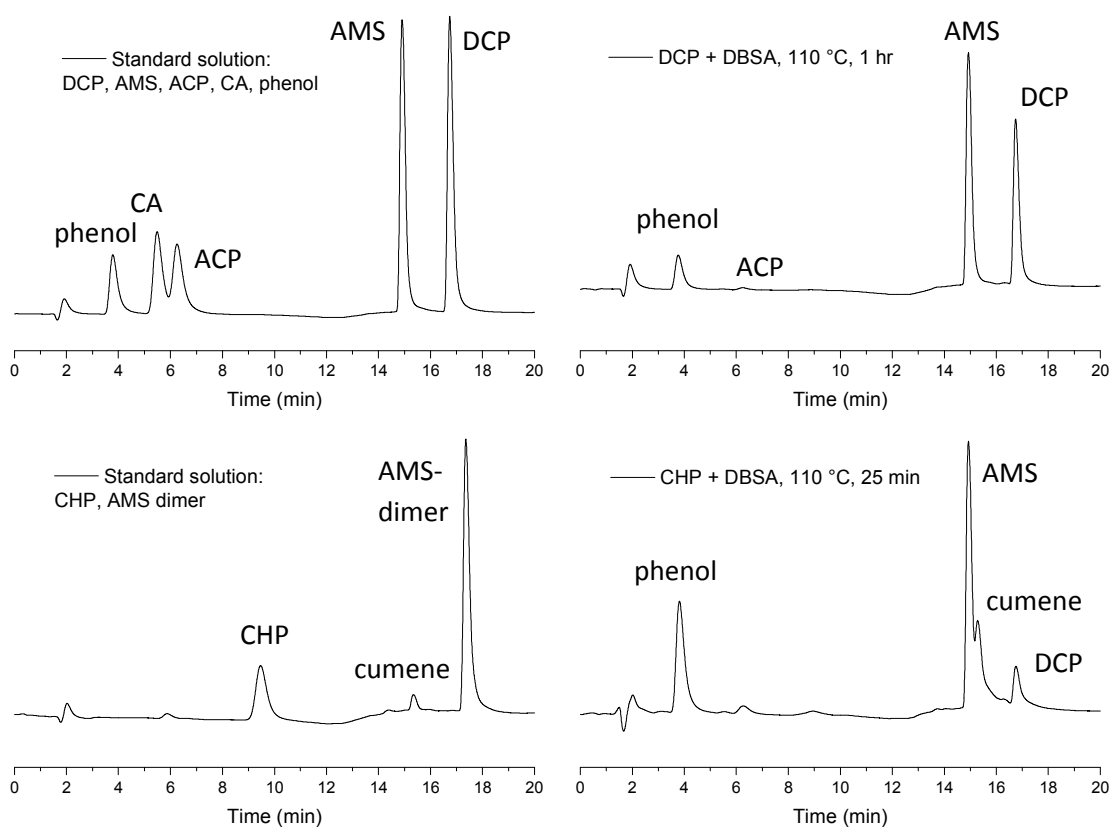 AMS
DCP
—— Standard solution:
DCP, AMS, ACP, CA, phenol
CA
phenol
ACP
0 2 4 6 8 10 12 14 16 18 20
Time (min)
AMS
—— DCP + DBSA, 110 °C, 1 hr
DCP
phenol
ACP
0 2 4 6 8 10 12 14 16 18 20
Time (min)
—— Standard solution:
CHP, AMS dimer
AMS-
dimer
CHP
cumene
0 2 4 6 8 10 12 14 16 18 20
Time (min)
—— CHP + DBSA, 110 °C, 25 min
AMS
phenol
cumene
DCP
0 2 4 6 8 10 12 14 16 18 20
Time (min)